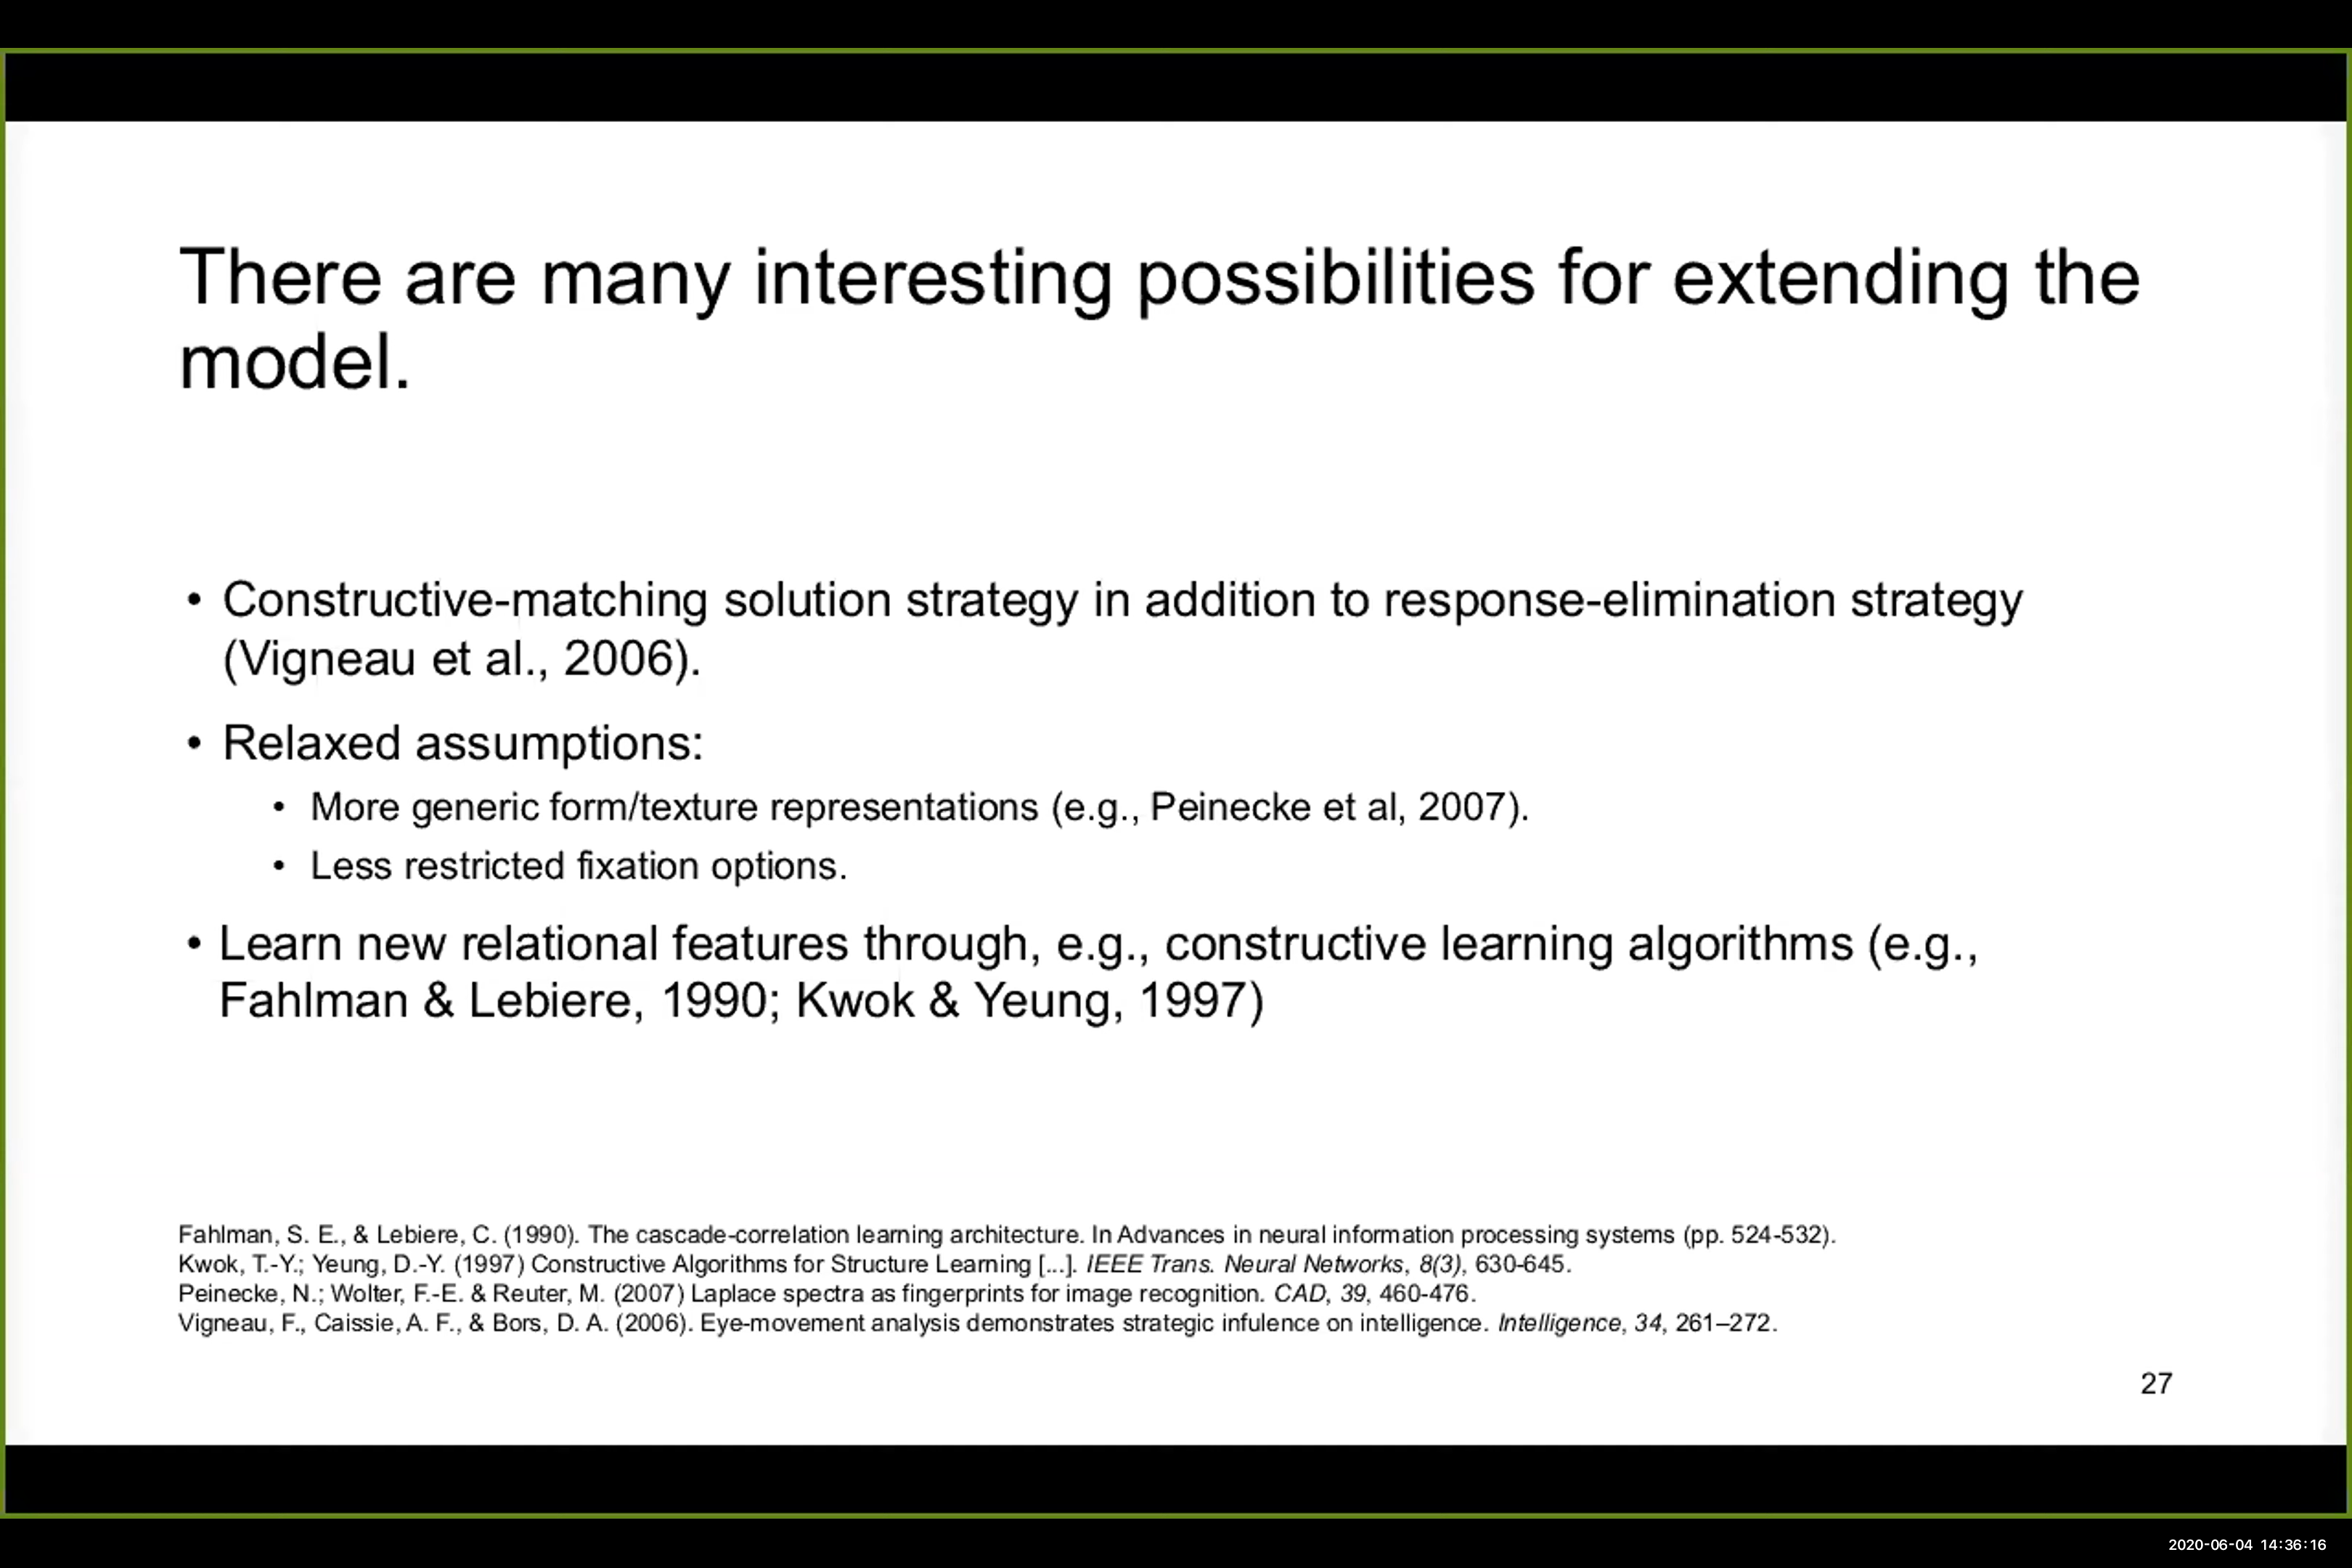 There are many interesting possibilities for extending the
model.
• Constructive-matching solution strategy in addition to response-elimination strategy
(Vigneau et al., 2006).
• Relaxed assumptions:
• More generic form/texture representations (e.g., Peinecke et al, 2007).
• Less restricted fixation options.
• Learn new relational features through, e.g., constructive learning algorithms (e.g.,
Fahlman & Lebiere, 1990; Kwok & Yeung, 1997)
Fahlman, S. E., & Lebiere, C. (1990). The cascade-correlation learning architecture. In Advances in neural information processing systems (pp. 524-532).
Kwok, T.-Y.; Yeung, D.-Y. (1997) Constructive Algorithms for Structure Learning [...]. IEEE Trans. Neural Networks, 8(3), 630-645.
Peinecke, N.; Wolter, F.-E. & Reuter, M. (2007) Laplace spectra as fingerprints for image recognition. CAD, 39, 460-476.
Vigneau, F., Caissie, A. F., & Bors, D. A. (2006). Eye-movement analysis demonstrates strategic infulence on intelligence. Intelligence, 34, 261–272.
27
2020-06-04 14:36:16